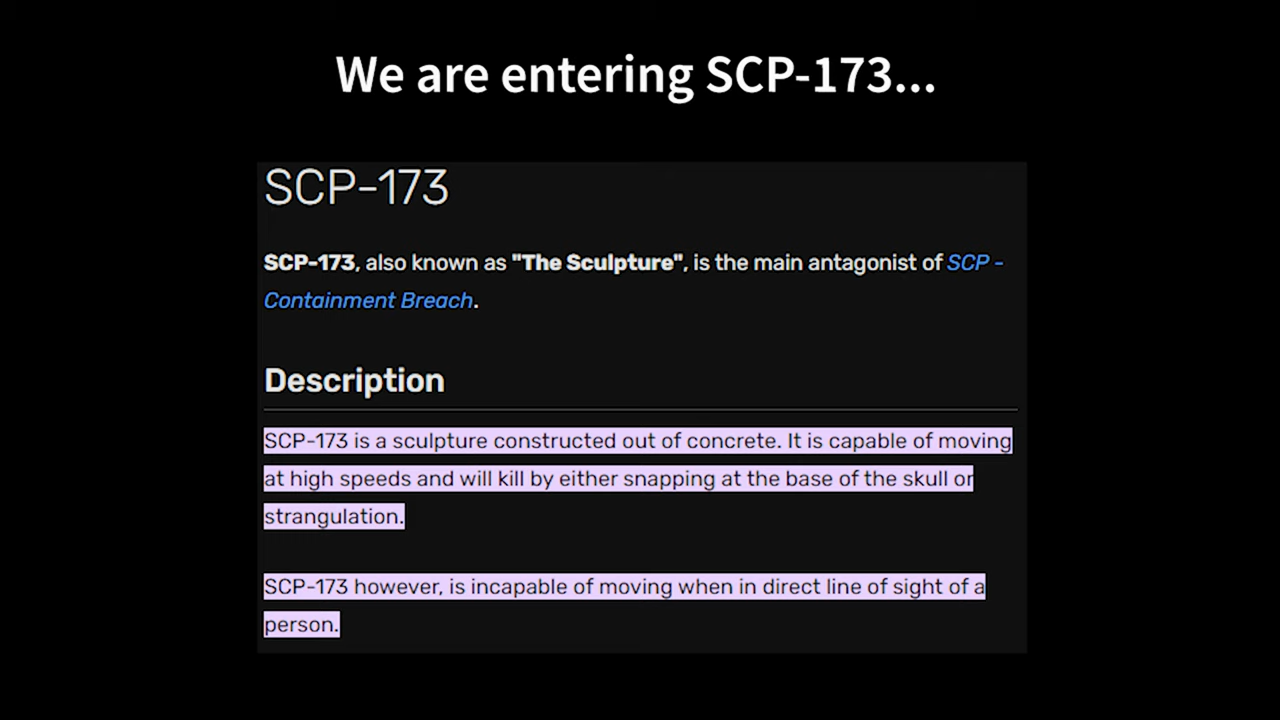 We are entering SCP-173...
SCP-173
SCP-173, also known as "The Sculpture", is the main antagonist of SCP -
Containment Breach.
Description
SCP-173 is a sculpture constructed out of concrete. It is capable of moving
at high speeds and will kill by either snapping at the base of the skull or
strangulation.
SCP-173 however, is incapable of moving when in direct line of sight of a
person.